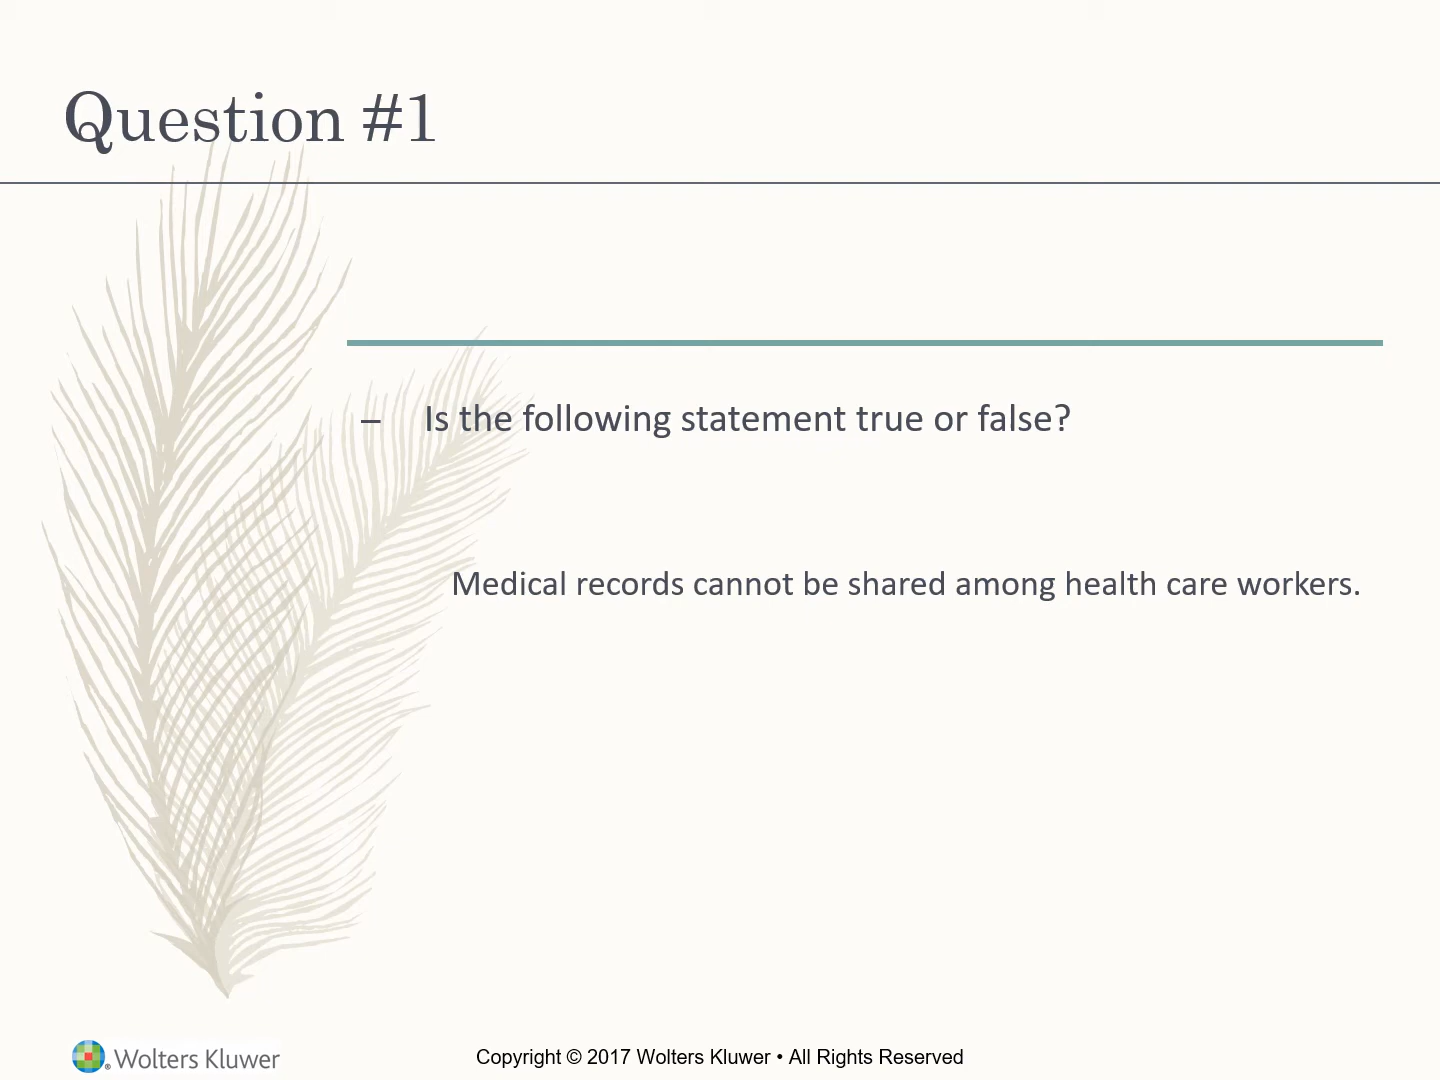 Question #1
– Is the following statement true or false?
Medical records cannot be shared among health care workers.
Wolters Kluwer
Copyright © 2017 Wolters Kluwer • All Rights Reserved